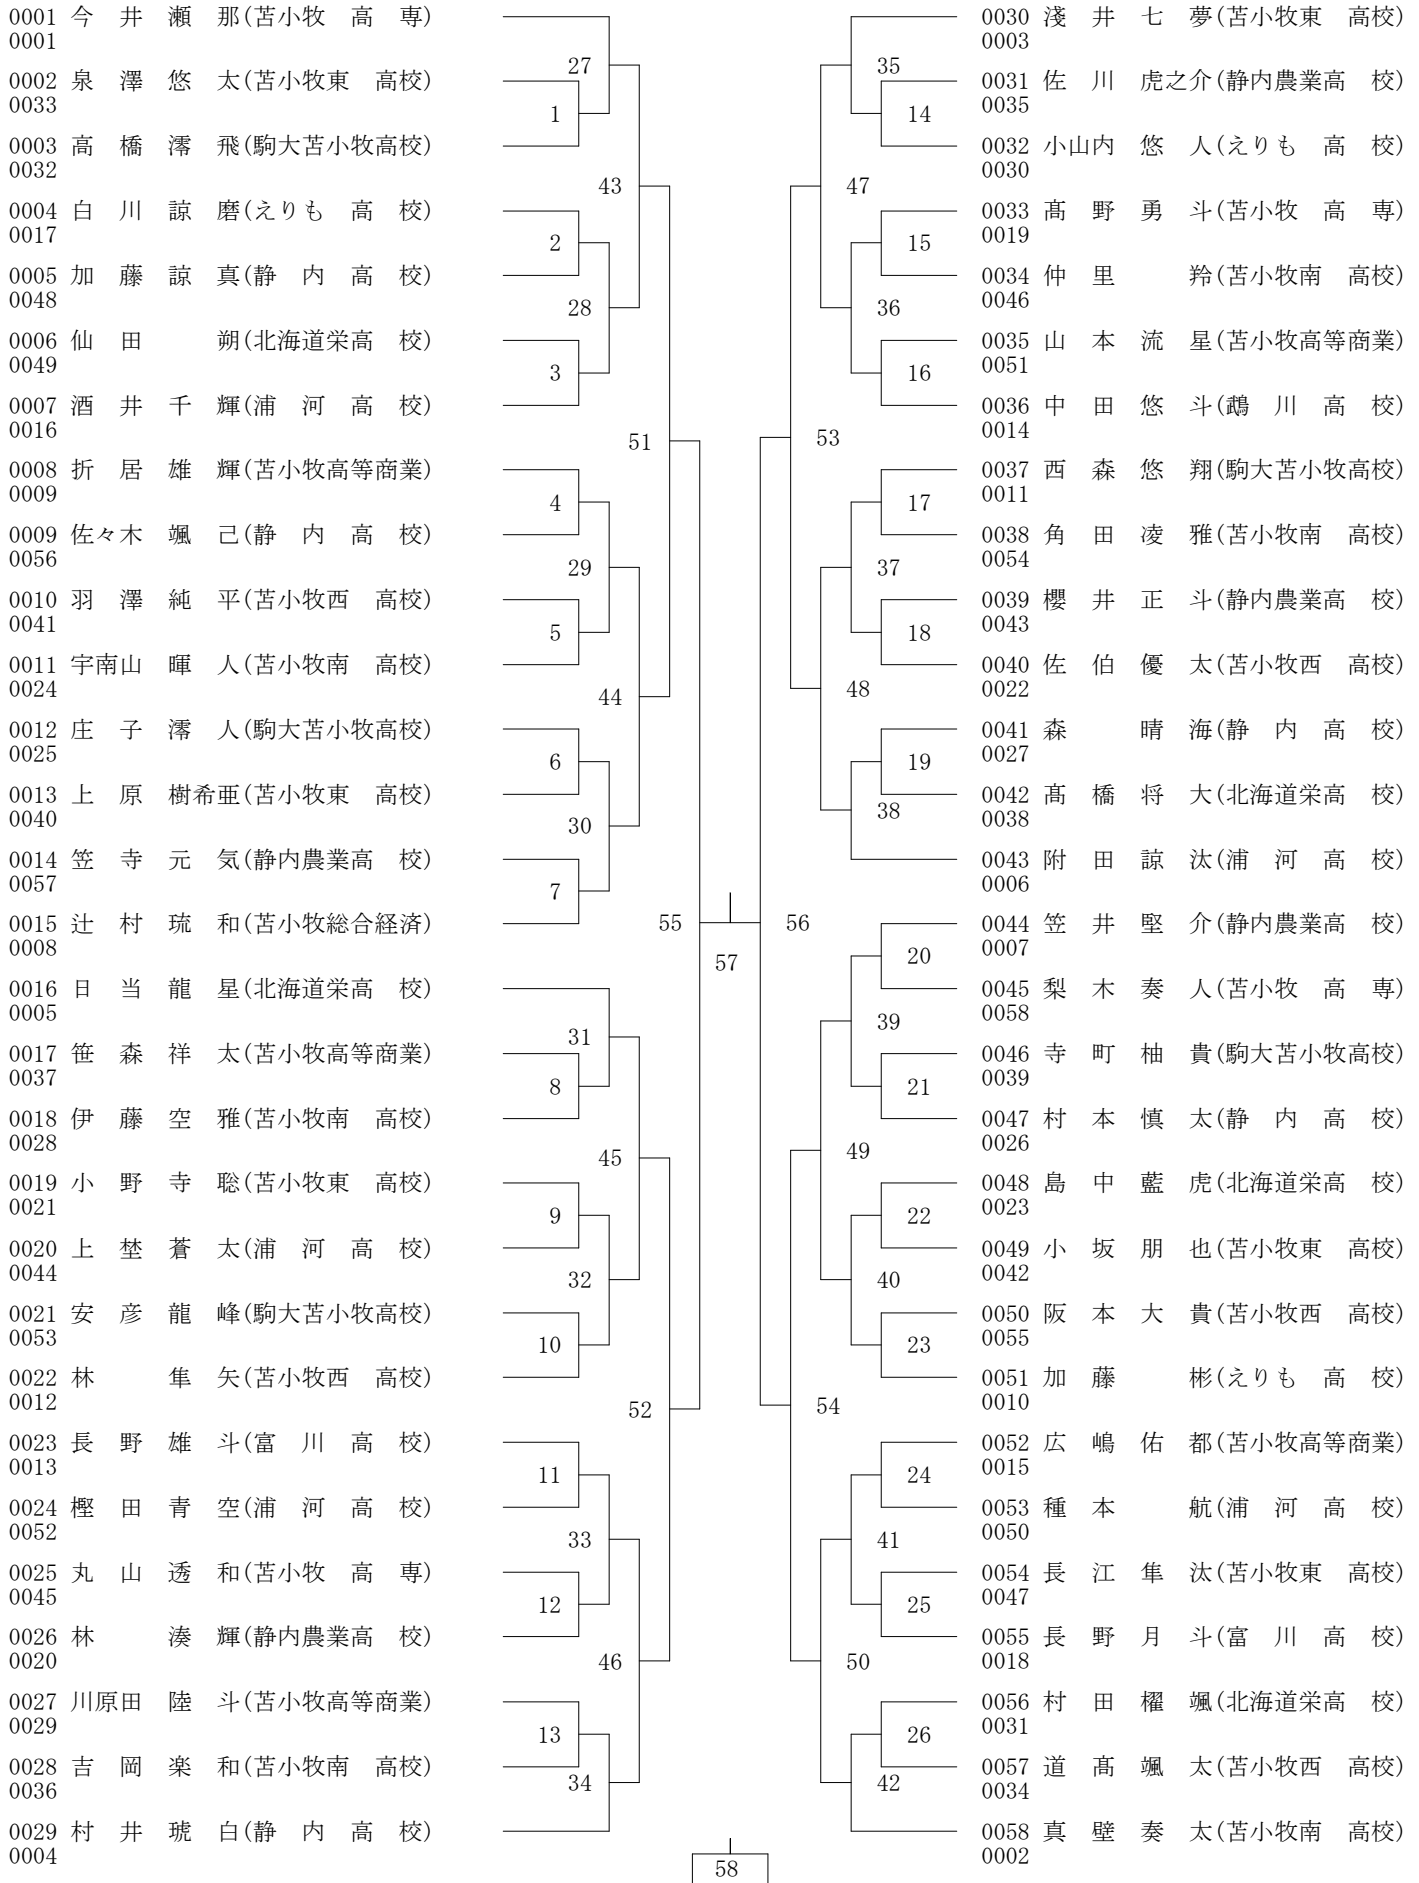 0001 今 井 瀬 那(苫小牧 高 専)
0001
0002 泉 澤 悠 太(苫小牧東 高校)
0033
0003 高 橋 澪 飛(駒大苫小牧高校)
0032
0004 白 川 諒 磨(えりも 高 校)
0017
0005 加 藤 諒 真(静 内 高 校)
0048
0006 仙 田 朔(北海道栄高 校)
0049
0007 酒 井 千 輝(浦 河 高 校)
0016
0008 折 居 雄 輝(苫小牧高等商業)
0009
0009 佐々木 颯 己(静 内 高 校)
0056
0010 羽 澤 純 平(苫小牧西 高校)
0041
0011 宇南山 暉 人(苫小牧南 高校)
0024
0012 庄 子 澪 人(駒大苫小牧高校)
0025
0013 上 原 樹希亜(苫小牧東 高校)
0040
0014 笠 寺 元 気(静内農業高 校)
0057
0015 辻 村 琉 和(苫小牧総合経済)
0008
0016 日 当 龍 星(北海道栄高 校)
0005
0017 笹 森 祥 太(苫小牧高等商業)
0037
0018 伊 藤 空 雅(苫小牧南 高校)
0028
0019 小 野 寺 聡(苫小牧東 高校)
0021
0020 上 埜 蒼 太(浦 河 高 校)
0044
0021 安 彦 龍 峰(駒大苫小牧高校)
0053
0022 林 隼 矢(苫小牧西 高校)
0012
0023 長 野 雄 斗(富 川 高 校)
0013
0024 樫 田 青 空(浦 河 高 校)
0052
0025 丸 山 透 和(苫小牧 高 専)
0045
0026 林 湊 輝(静内農業高 校)
0020
0027 川原田 陸 斗(苫小牧高等商業)
0029
0028 吉 岡 楽 和(苫小牧南 高校)
0036
0029 村 井 琥 白(静 内 高 校)
0004
27
1
43
2
28
3
51
4
29
5
44
6
30
7
55
31
8
45
9
32
10
52
11
33
12
46
13
34
57
58
35
14
47
15
36
16
53
17
37
18
48
19
38
56
20
39
21
49
22
40
23
54
24
41
25
50
26
42
0030 淺 井 七 夢(苫小牧東 高校)
0003
0031 佐 川 虎之介(静内農業高 校)
0035
0032 小山内 悠 人(えりも 高 校)
0030
0033 髙 野 勇 斗(苫小牧 高 専)
0019
0034 仲 里 羚(苫小牧南 高校)
0046
0035 山 本 流 星(苫小牧高等商業)
0051
0036 中 田 悠 斗(鵡 川 高 校)
0014
0037 西 森 悠 翔(駒大苫小牧高校)
0011
0038 角 田 凌 雅(苫小牧南 高校)
0054
0039 櫻 井 正 斗(静内農業高 校)
0043
0040 佐 伯 優 太(苫小牧西 高校)
0022
0041 森 晴 海(静 内 高 校)
0027
0042 髙 橋 将 大(北海道栄高 校)
0038
0043 附 田 諒 汰(浦 河 高 校)
0006
0044 笠 井 堅 介(静内農業高 校)
0007
0045 梨 木 奏 人(苫小牧 高 専)
0058
0046 寺 町 柚 貴(駒大苫小牧高校)
0039
0047 村 本 慎 太(静 内 高 校)
0026
0048 島 中 藍 虎(北海道栄高 校)
0023
0049 小 坂 朋 也(苫小牧東 高校)
0042
0050 阪 本 大 貴(苫小牧西 高校)
0055
0051 加 藤 彬(えりも 高 校)
0010
0052 広 嶋 佑 都(苫小牧高等商業)
0015
0053 種 本 航(浦 河 高 校)
0050
0054 長 江 隼 汰(苫小牧東 高校)
0047
0055 長 野 月 斗(富 川 高 校)
0018
0056 村 田 櫂 颯(北海道栄高 校)
0031
0057 道 髙 颯 太(苫小牧西 高校)
0034
0058 真 壁 奏 太(苫小牧南 高校)
0002